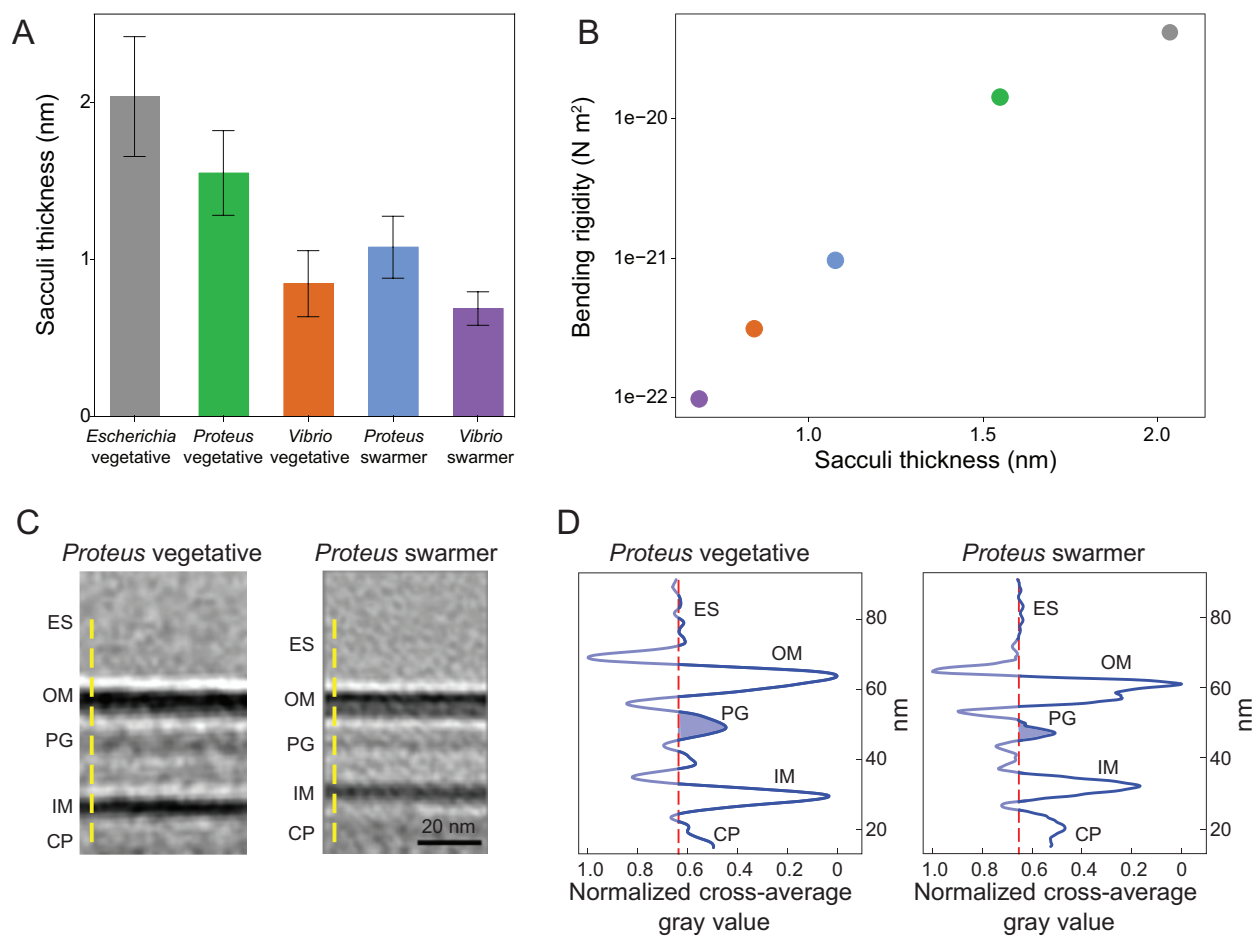 A
Sacculi thickness (nm)
2
1
0
Escherichia
vegetative
Proteus
vegetative
Vibrio
vegetative
Proteus
swarmer
Vibrio
swarmer
B
Bending rigidity (N m²)
1e−20
1e−21
1e−22
1.0
1.5
2.0
Sacculi thickness (nm)
C
Proteus vegetative
ES
OM
PG
IM
CP
Proteus swarmer
ES
OM
PG
IM
CP
20 nm
D
Proteus vegetative
ES
OM
PG
IM
CP
80
60
40
20
nm
1.0 0.8 0.6 0.4 0.2 0
Normalized cross-average
gray value
Proteus swarmer
ES
OM
PG
IM
CP
80
60
40
20
nm
1.0 0.8 0.6 0.4 0.2 0
Normalized cross-average
gray value